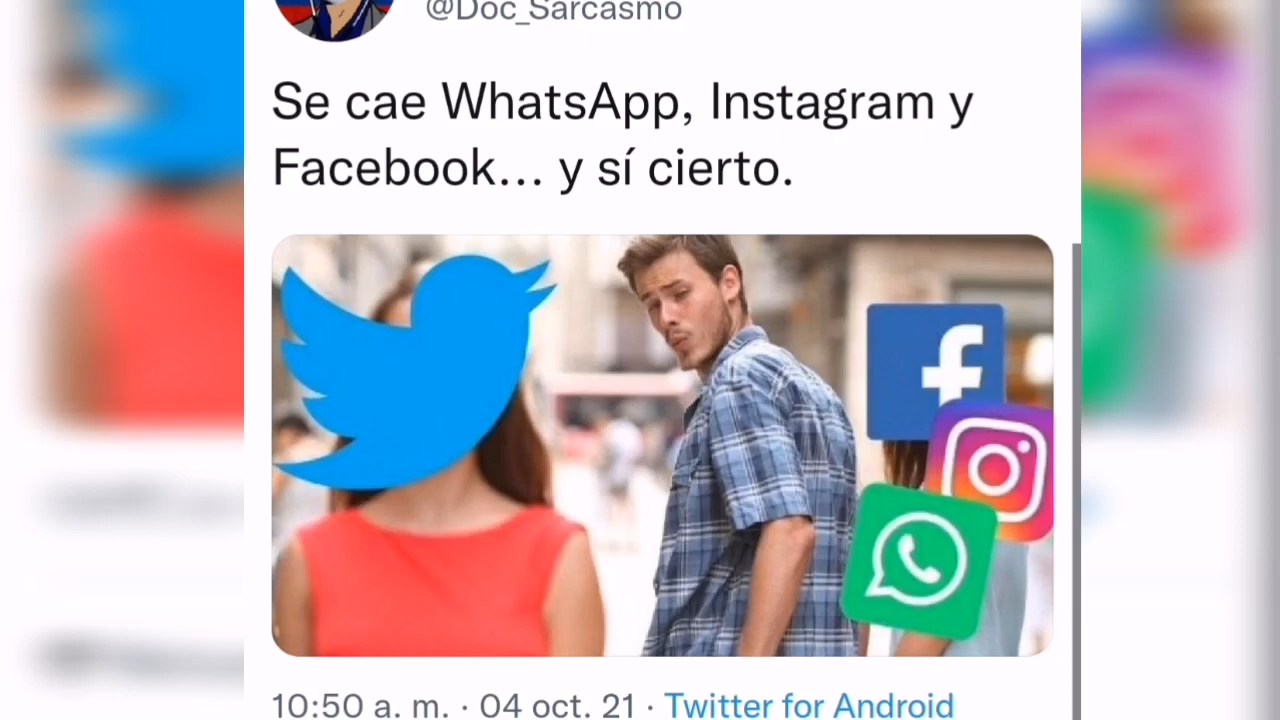 @Doc_Sarcasmo
Se cae WhatsApp, Instagram y
Facebook... y sí cierto.
10:50 a. m. · 04 oct. 21 · Twitter for Android